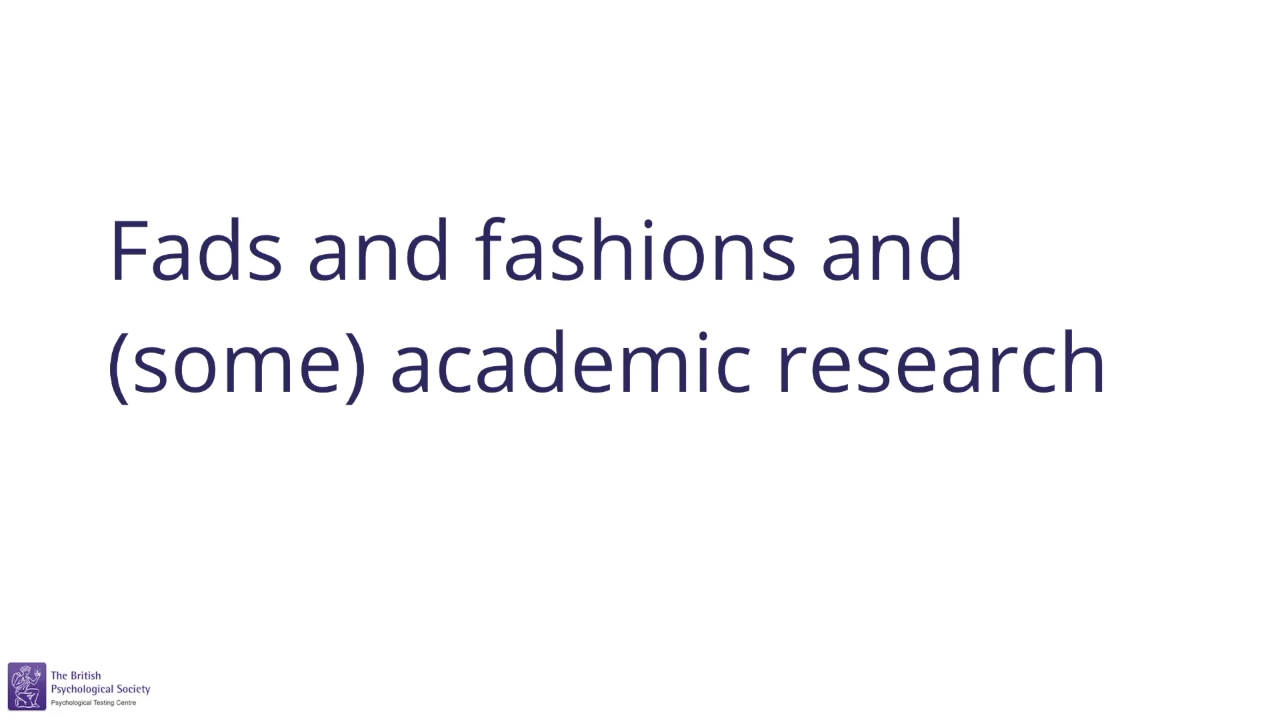 Fads and fashions and
(some) academic research
The British
Psychological Society
Psychological Testing Centre